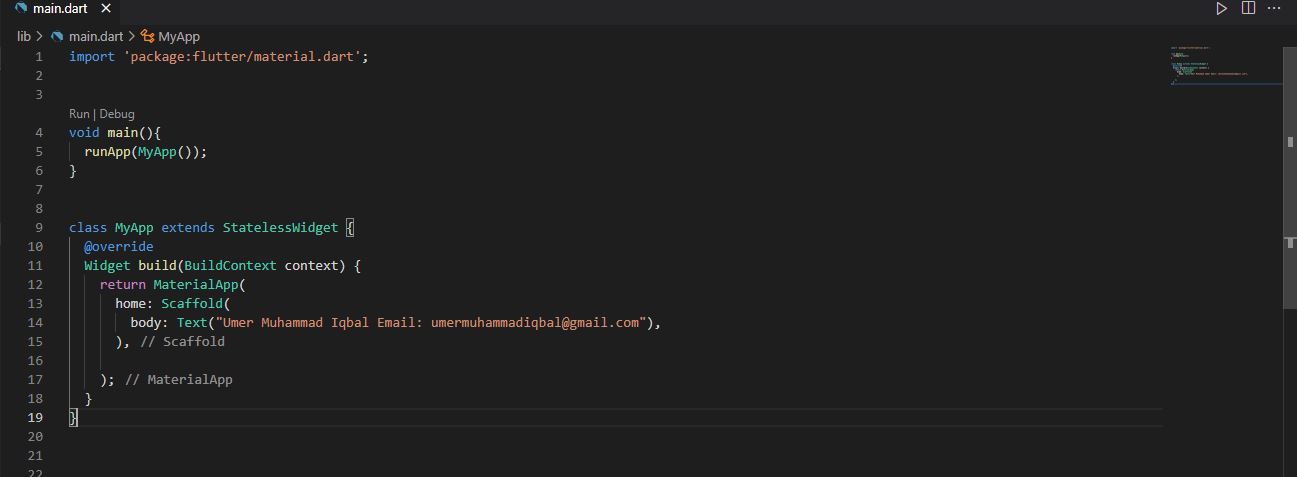 main.dart ×
lib > main.dart > MyApp
1 import 'package:flutter/material.dart';
2
3
Run | Debug
4 void main(){
5 runApp(MyApp());
6 }
7
8
9 class MyApp extends StatelessWidget {
10 @override
11 Widget build(BuildContext context) {
12 return MaterialApp(
13 home: Scaffold(
14 body: Text("Umer Muhammad Iqbal Email: umermuhammadiqbal@gmail.com"),
15 ), // Scaffold
16
17 ); // MaterialApp
18 }
19 }
20
21
22